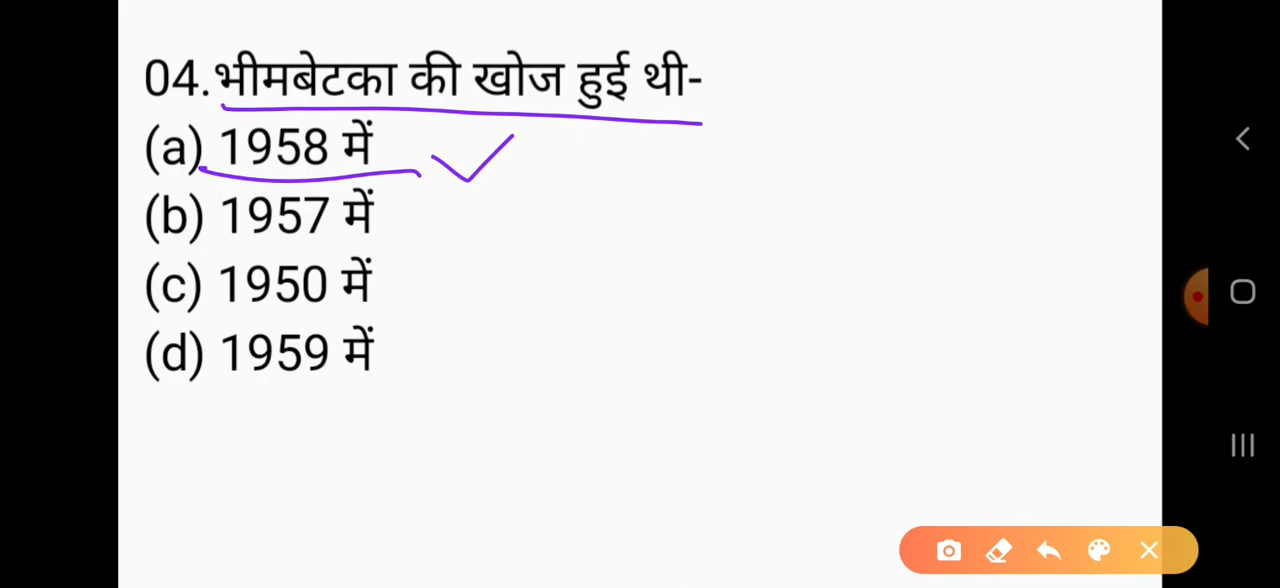 04.भीमबेटका की खोज हुई थी-
(a) 1958 में
(b) 1957 में
(c) 1950 में
(d) 1959 में